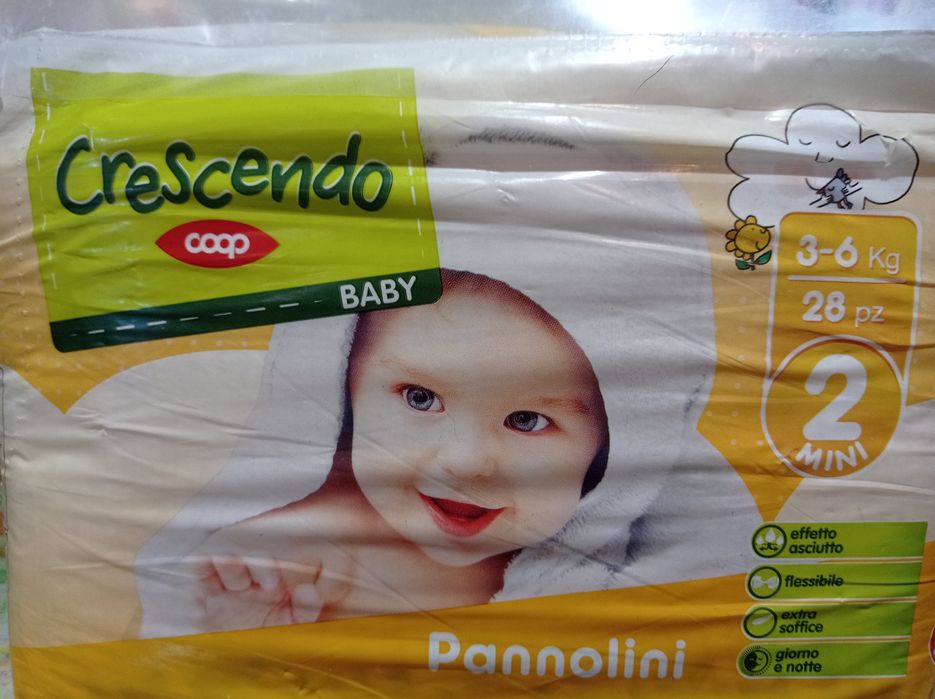 Crescendo
coop
BABY
3-6 Kg
28 pz
2
MINI
effetto
asciutto
flessibile
extra
soffice
giorno
e notte
Pannolini